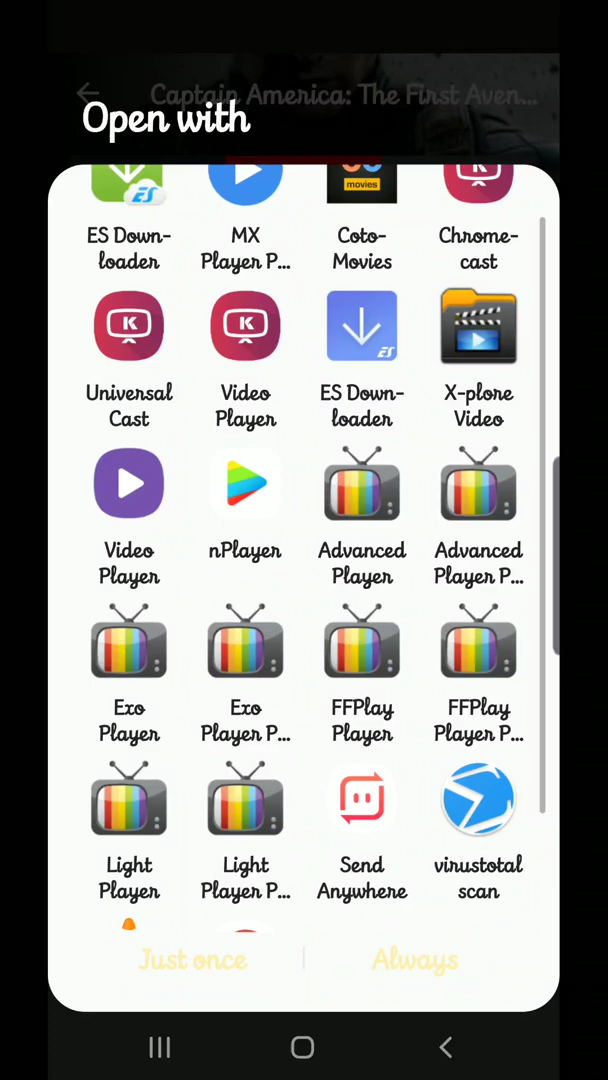 Captain America: The First Aven...
Open with
ES
movies
ES Down-
loader
MX
Player P...
Coto-
Movies
Chrome-
cast
K
K
ES
Universal
Cast
Video
Player
ES Down-
loader
X-plore
Video
Video
Player
nPlayer
Advanced
Player
Advanced
Player P...
Exo
Player
Exo
Player P...
FFPlay
Player
FFPlay
Player P...
Light
Player
Light
Player P...
Send
Anywhere
virustotal
scan
Just once
Always